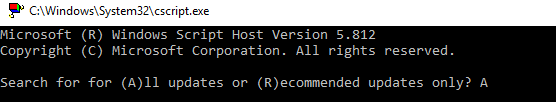 C:\Windows\System32\cscript.exe
Microsoft (R) Windows Script Host Version 5.812
Copyright (C) Microsoft Corporation. All rights reserved.
Search for for (A)ll updates or (R)ecommended updates only? A